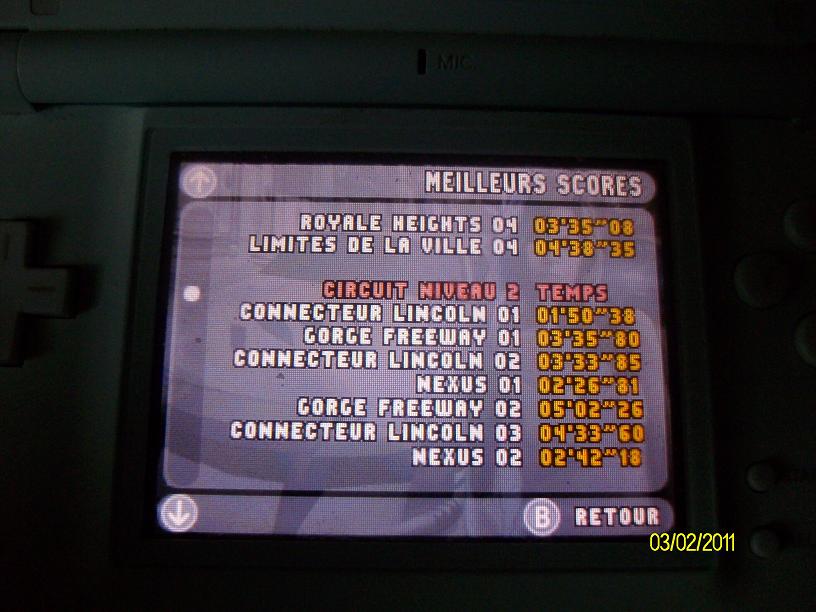 MIC.
MEILLEURS SCORES
ROYALE HEIGHTS 04 03'35"08
LIMITES DE LA VILLE 04 04'38"35
CIRCUIT NIVEAU 2 TEMPS
CONNECTEUR LINCOLN 01 01'50"38
GORGE FREEWAY 01 03'35"80
CONNECTEUR LINCOLN 02 03'33"85
NEXUS 01 02'26"81
GORGE FREEWAY 02 05'02"26
CONNECTEUR LINCOLN 03 04'33"60
NEXUS 02 02'42"18
B RETOUR
03/02/2011